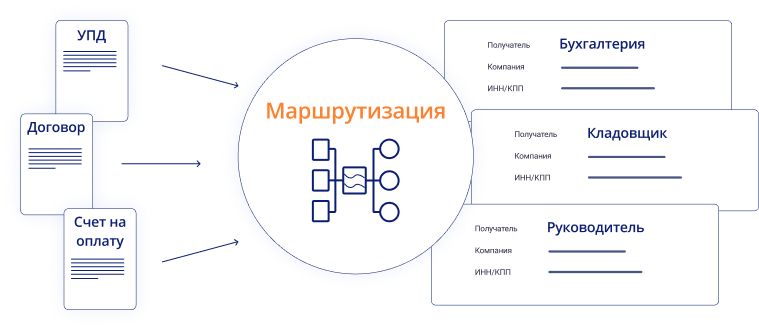 УПД
Договор
Счет на
оплату
Маршрутизация
Получатель Бухгалтерия
Компания
ИНН/КПП
Получатель Кладовщик
Компания
ИНН/КПП
Получатель Руководитель
Компания
ИНН/КПП